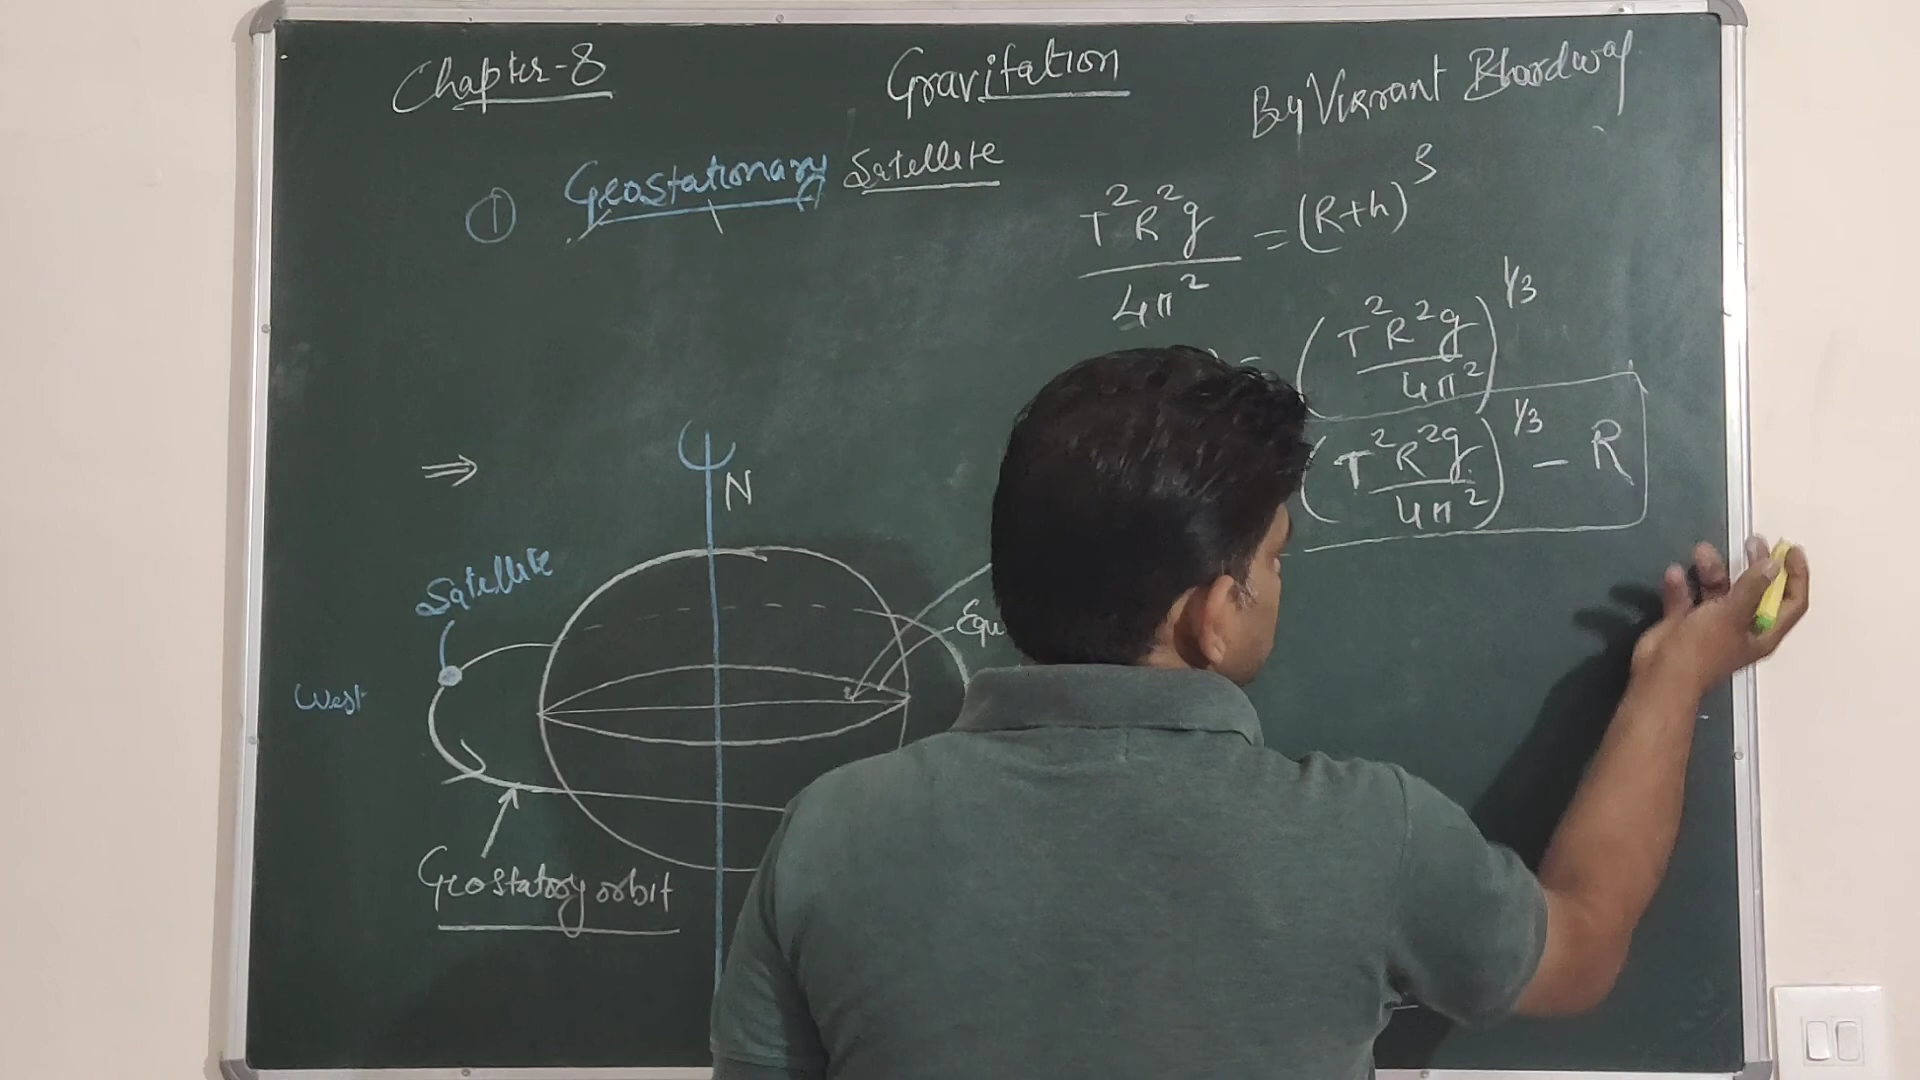 Chapter-8
Gravitation
By Vikrant Bhardwaj
① Geostationary Satellite
T²R²g / 4π² = (R+h)³
= (T²R²g / 4π²)^1/3
(T²R²g / 4π²)^1/3 – R
⇒
N
Satellite
Equ
West
Geostatory orbit